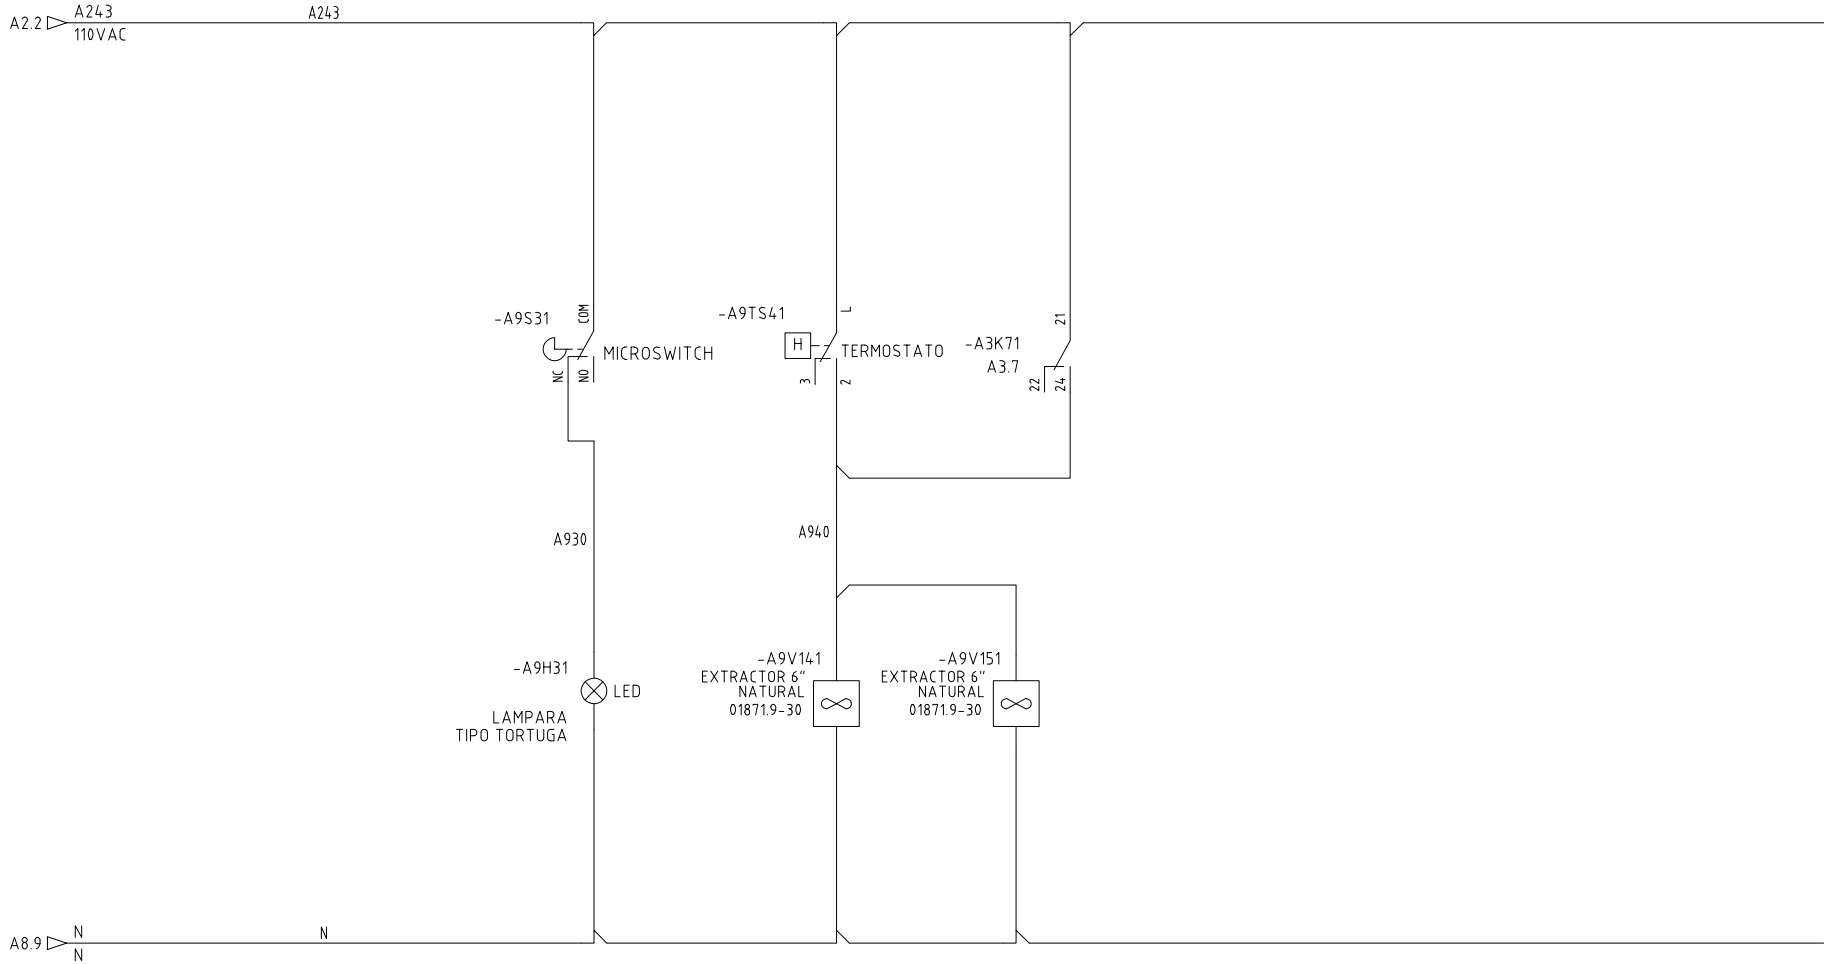 A2.2
A243
A243
110VAC
-A9S31
COM
MICROSWITCH
NC
NO
-A9TS41
L
H
TERMOSTATO
3
2
21
-A3K71
A3.7
22
24
A930
A940
-A9H31
LED
LAMPARA
TIPO TORTUGA
-A9V141
EXTRACTOR 6"
NATURAL
01871.9-30
-A9V151
EXTRACTOR 6"
NATURAL
01871.9-30
A8.9
N
N
N